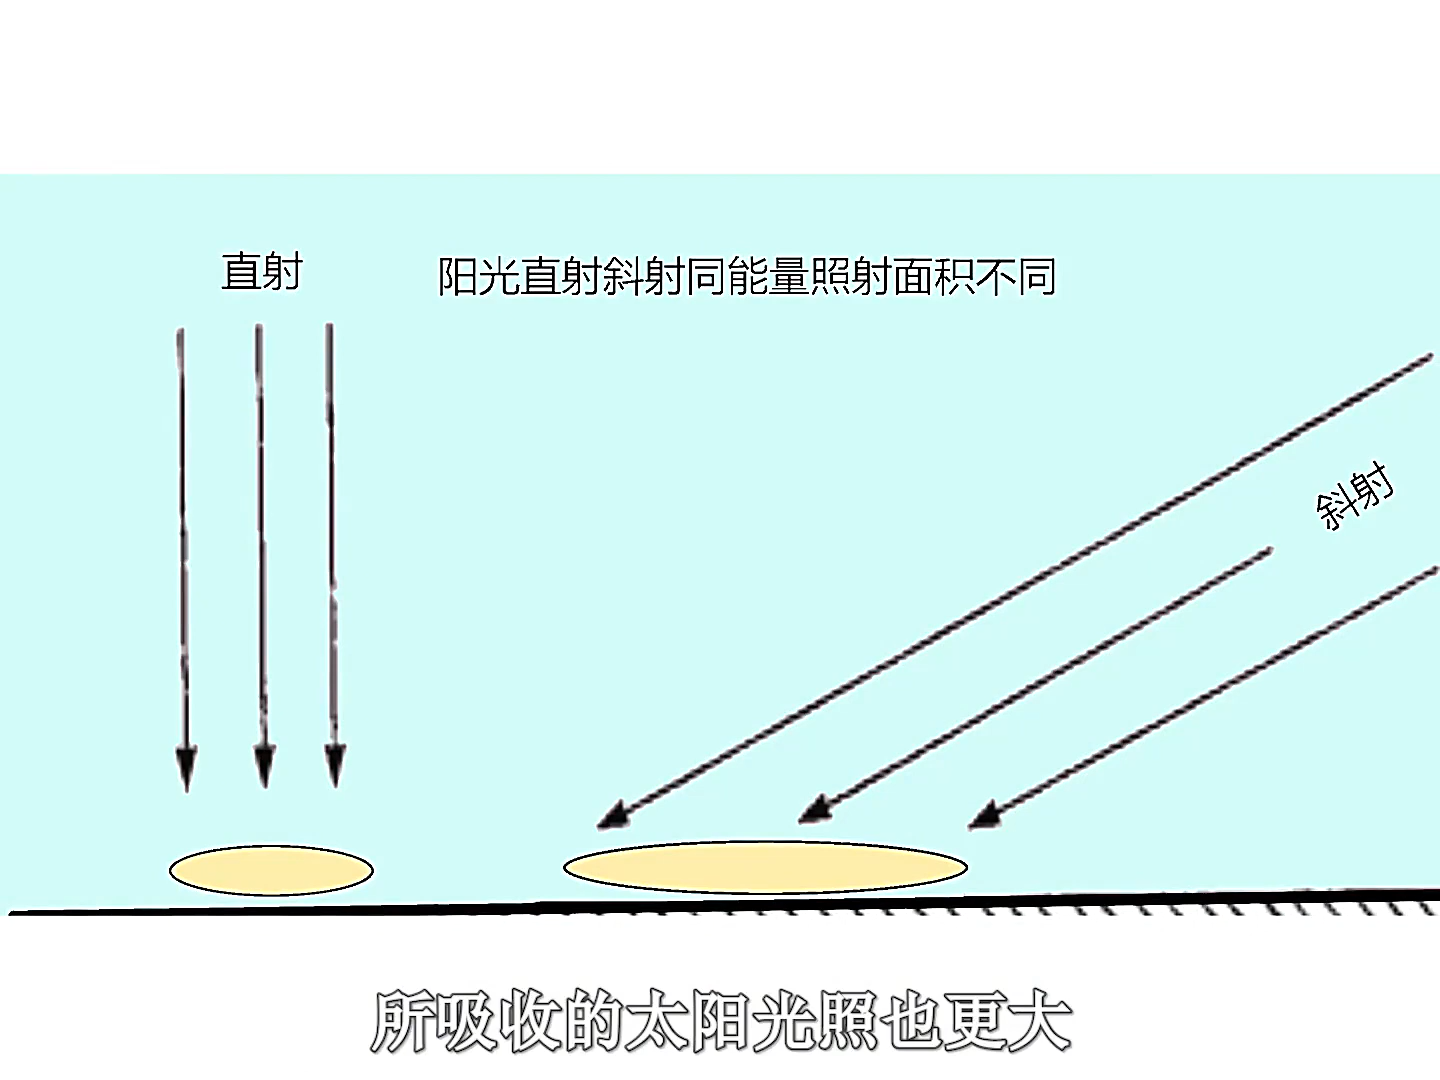 直射
阳光直射斜射同能量照射面积不同
斜射
所吸收的太阳光照也更大